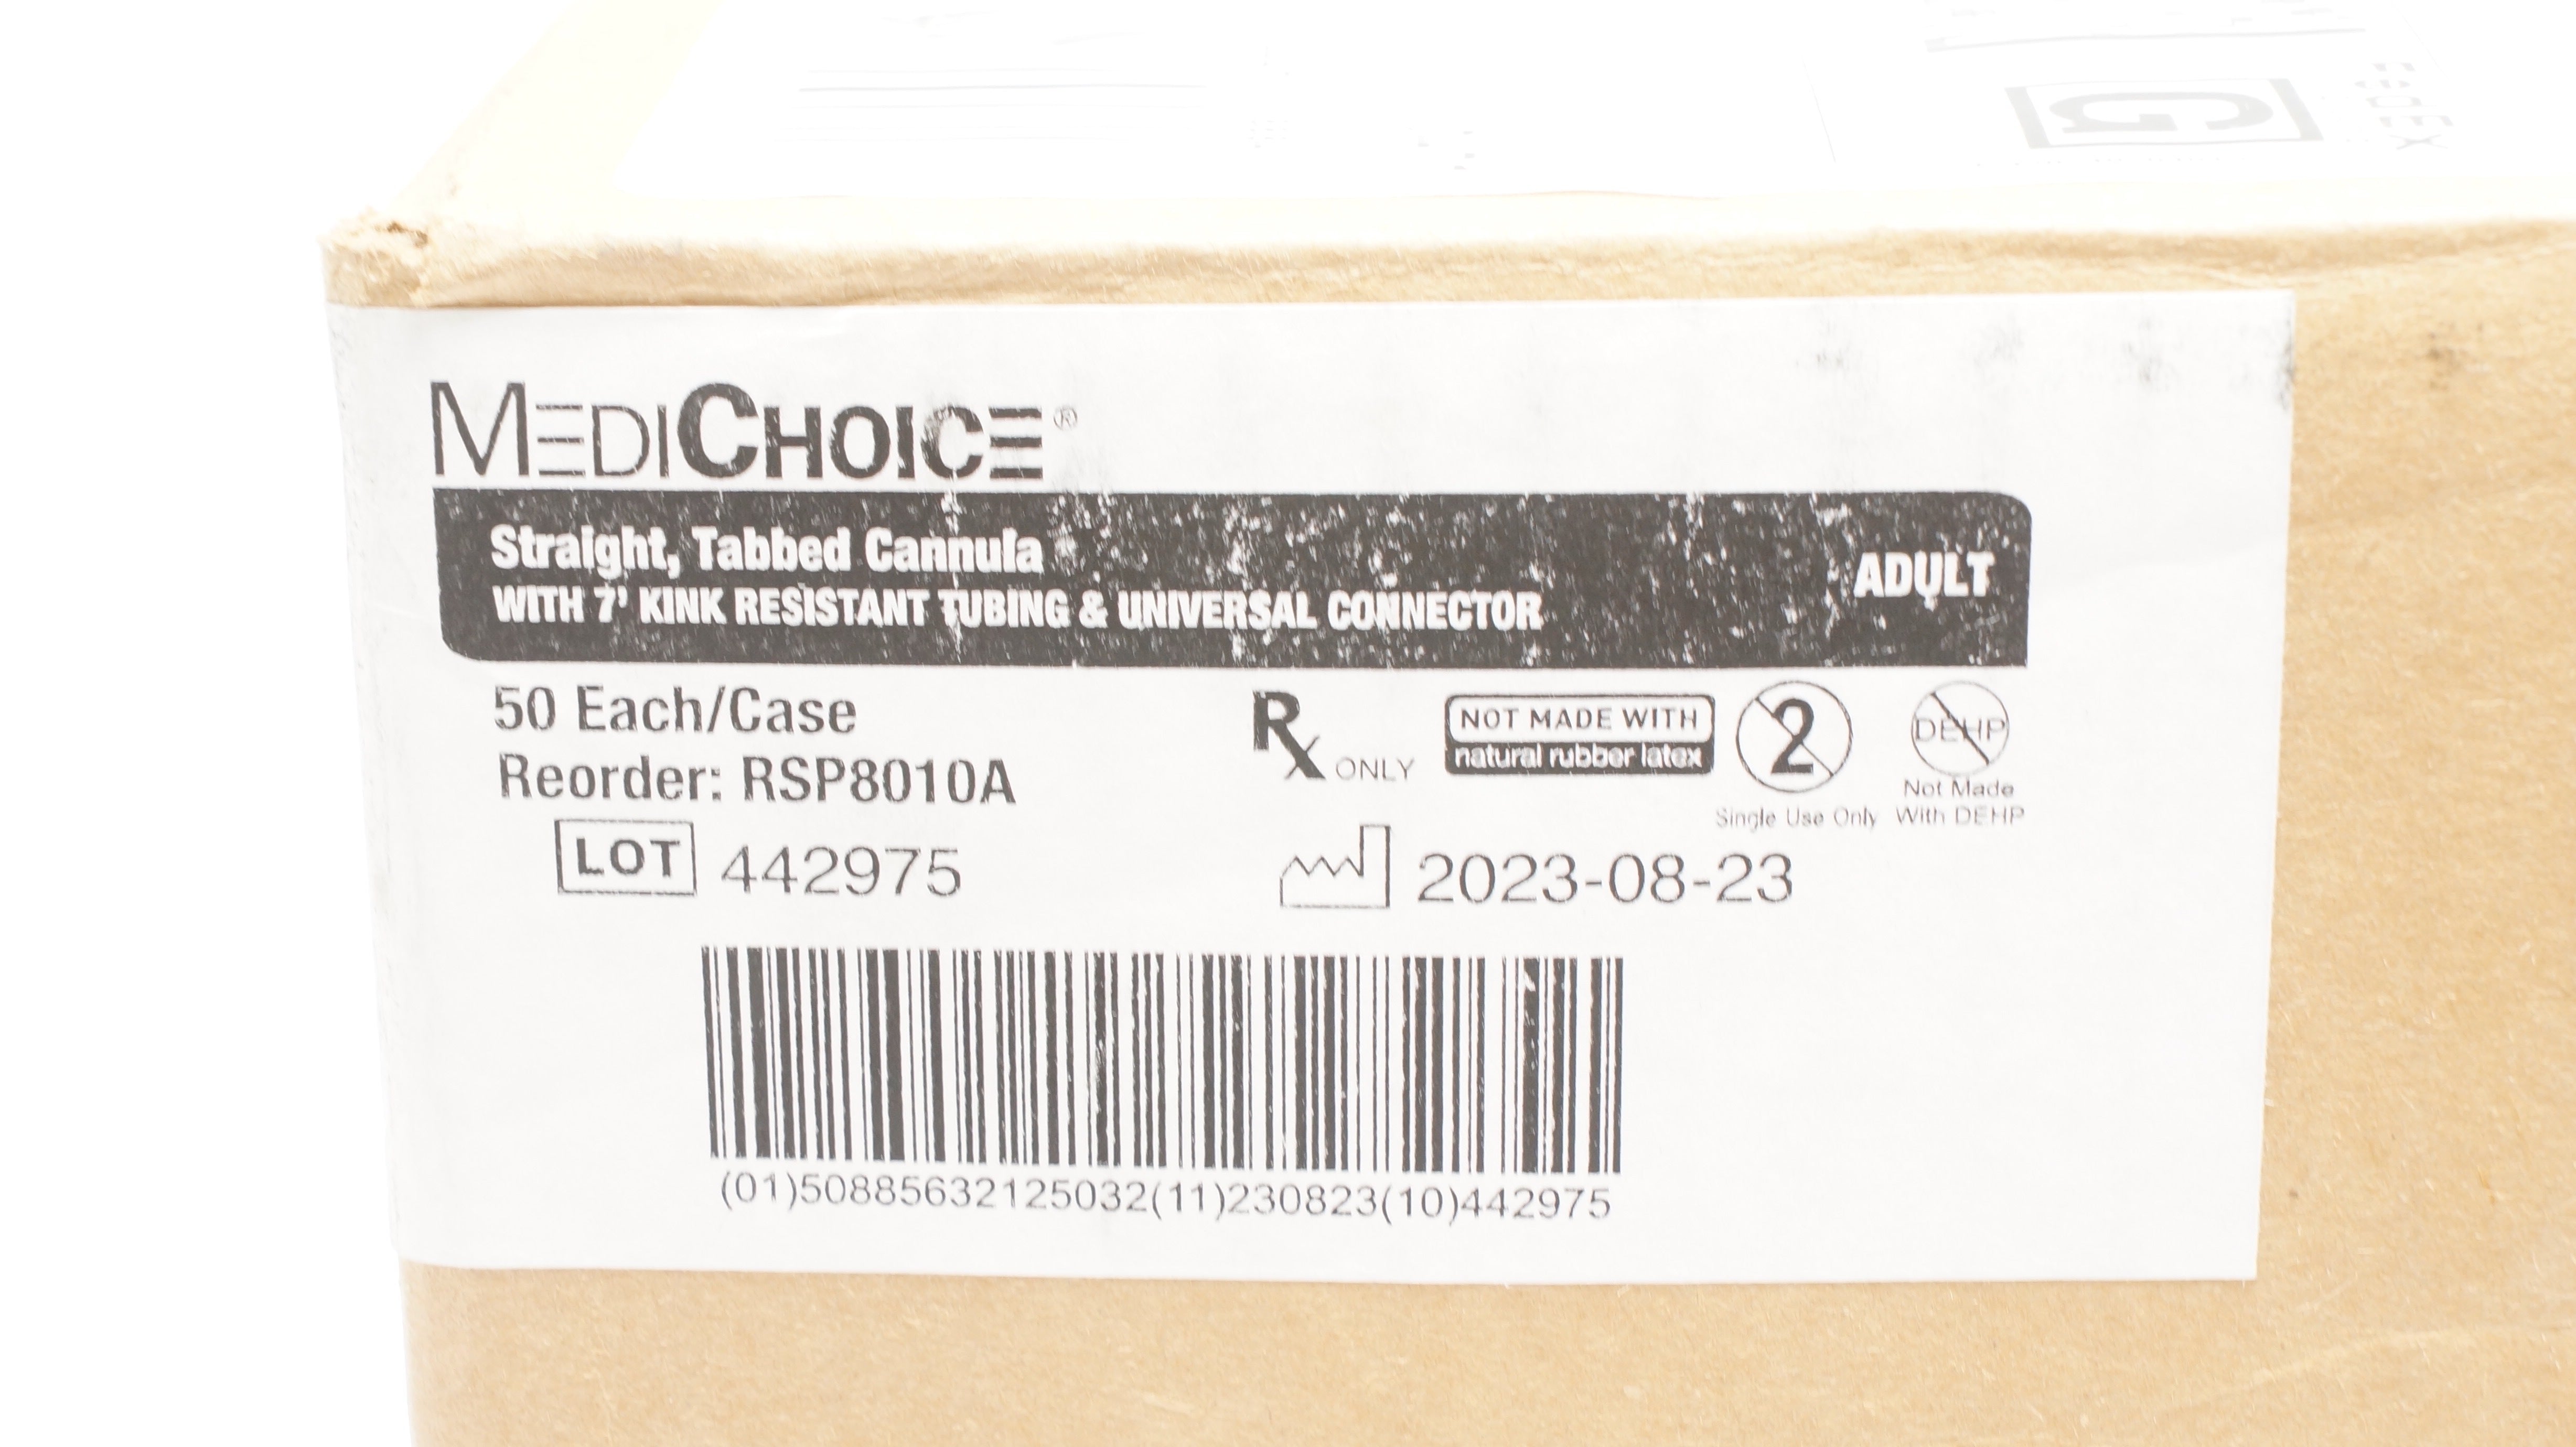 MEDICHOICE®
Straight, Tabbed Cannula
WITH 7' KINK RESISTANT TUBING & UNIVERSAL CONNECTOR
ADULT
50 Each/Case
Reorder: RSP8010A
Rx ONLY
NOT MADE WITH
natural rubber latex
2
Single Use Only
DEHP
Not Made
With DEHP
LOT 442975
2023-08-23
(01)50885632125032(11)230823(10)442975
G
FEDEX